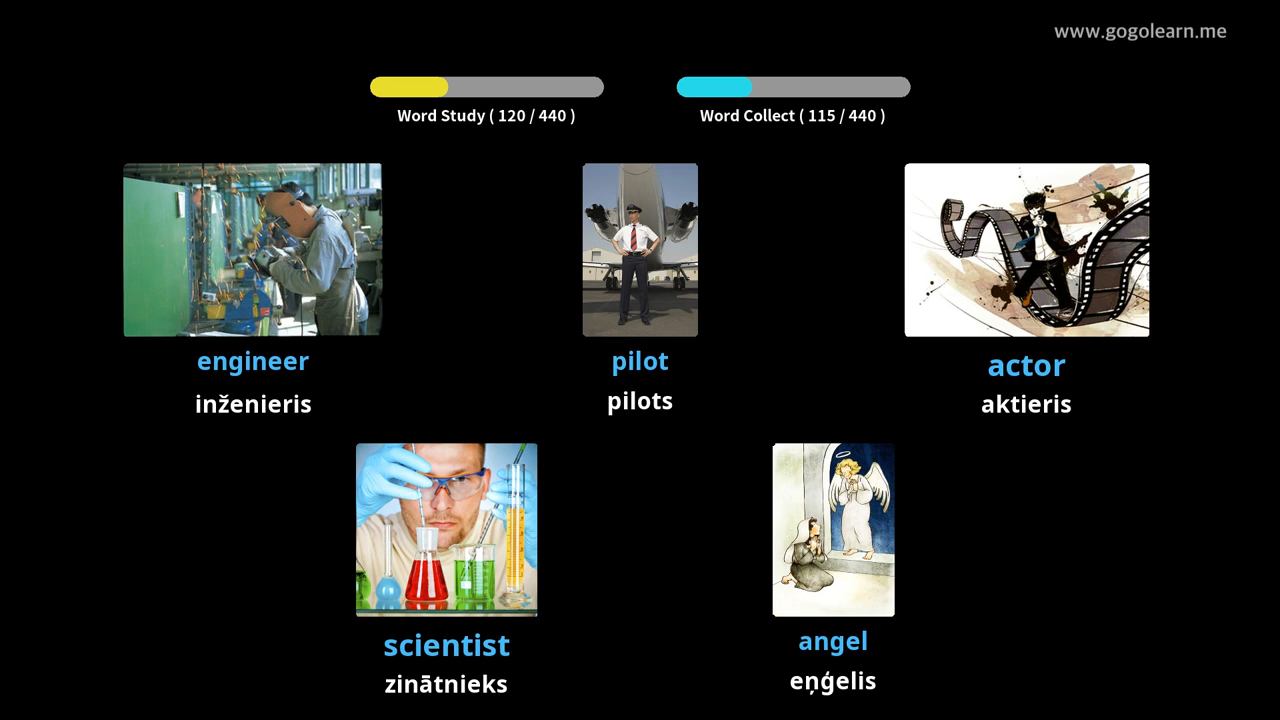 www.gogolearn.me
Word Study ( 120 / 440 )
Word Collect ( 115 / 440 )
engineer
inženieris
pilot
pilots
actor
aktieris
scientist
zinātnieks
angel
eņģelis